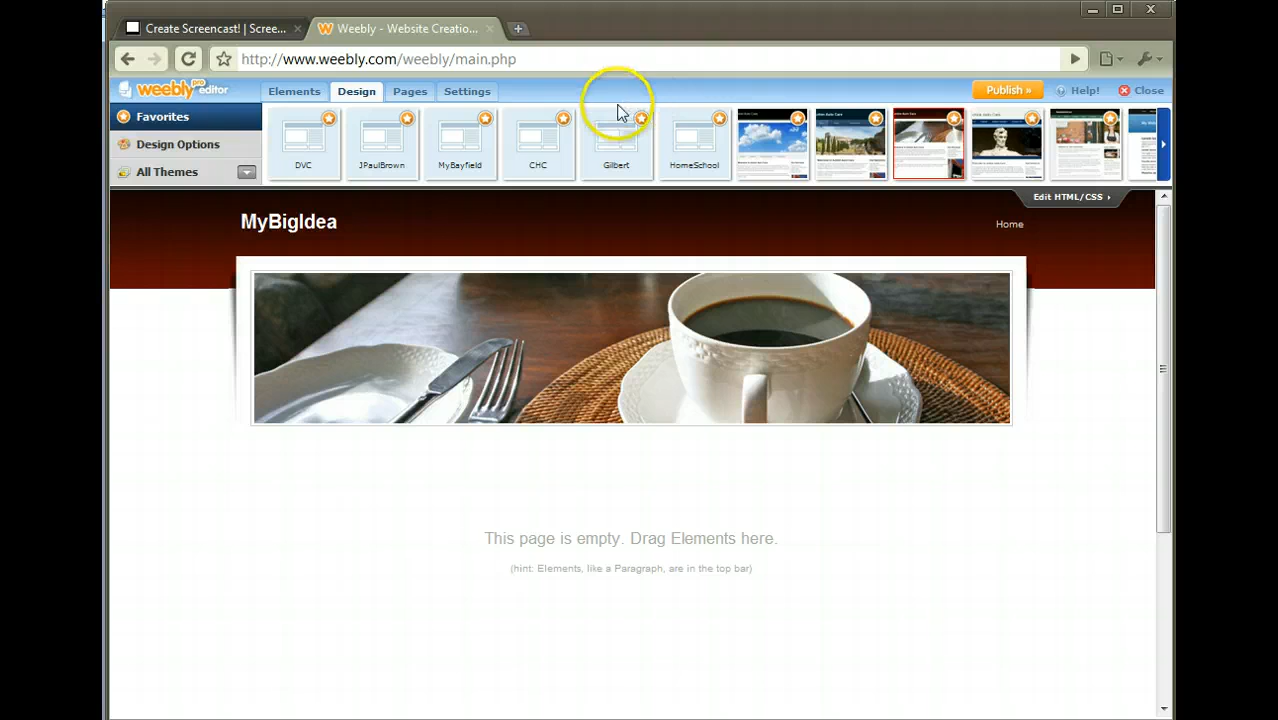 Create Screencast! | Scree...
Weebly - Website Creatio...
http://www.weebly.com/weebly/main.php
weebly pro editor
Elements
Design
Pages
Settings
Publish »
Help!
Close
Favorites
Design Options
All Themes
DVC
JPaulBrown
MyBayfield
CHC
Gilbert
HomeSchool
Edit HTML/CSS
MyBigIdea
Home
This page is empty. Drag Elements here.
(hint: Elements, like a Paragraph, are in the top bar)